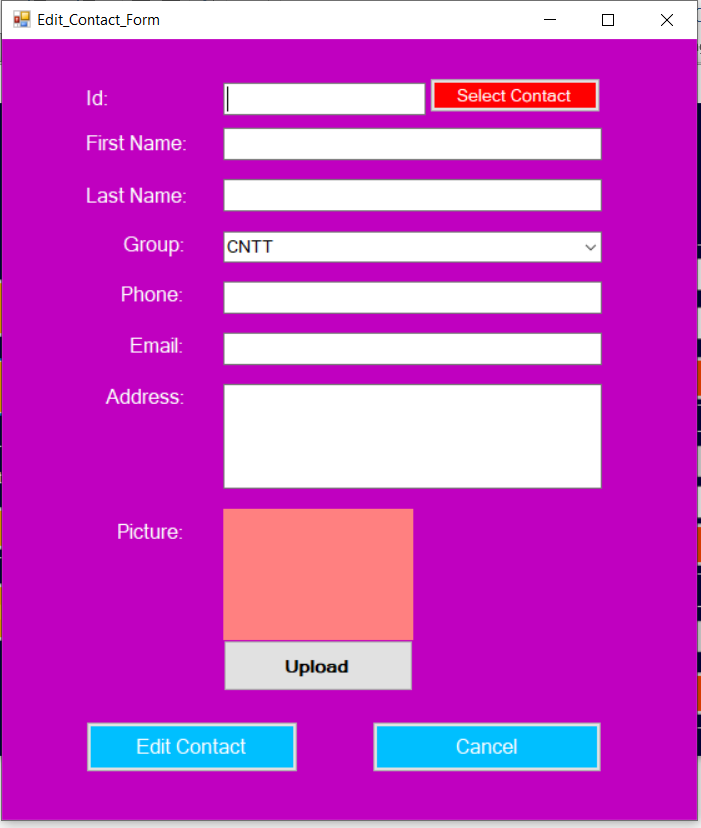 Edit_Contact_Form
Id:
Select Contact
First Name:
Last Name:
Group:
CNTT
Phone:
Email:
Address:
Picture:
Upload
Edit Contact
Cancel